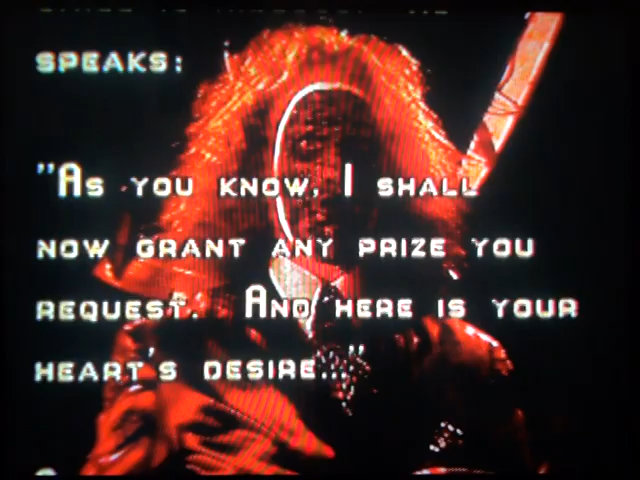 SPEAKS:
"AS YOU KNOW, I SHALL
NOW GRANT ANY PRIZE YOU
REQUEST. AND HERE IS YOUR
HEART'S DESIRE..."